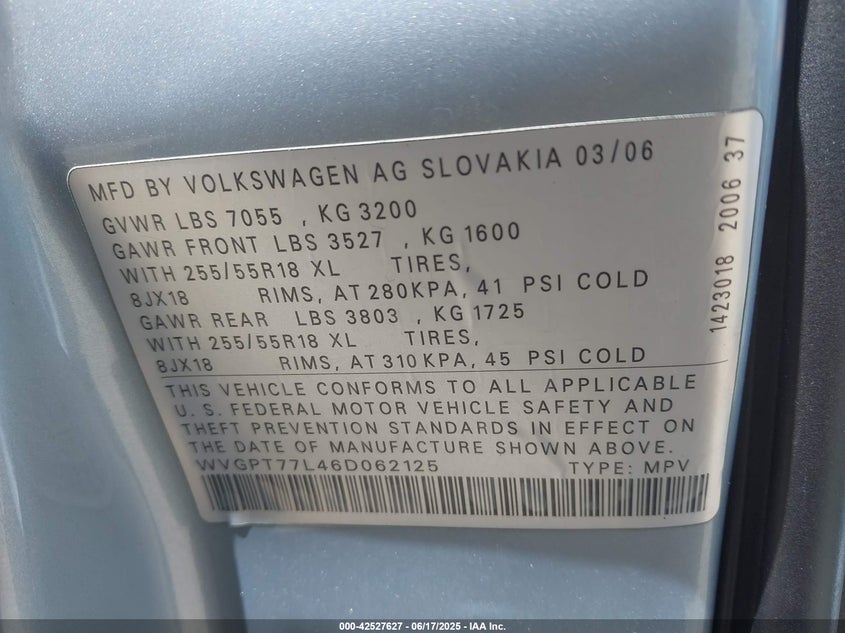 MFD BY VOLKSWAGEN AG SLOVAKIA 03/06
GVWR LBS 7055 , KG 3200
GAWR FRONT LBS 3527 , KG 1600
WITH 255/55R18 XL TIRES,
8JX18 RIMS, AT 280KPA, 41 PSI COLD
GAWR REAR LBS 3803 , KG 1725
WITH 255/55R18 XL TIRES,
8JX18 RIMS, AT 310KPA, 45 PSI COLD
THIS VEHICLE CONFORMS TO ALL APPLICABLE
U. S. FEDERAL MOTOR VEHICLE SAFETY AND
THEFT PREVENTION STANDARDS IN EFFECT ON
THE DATE OF MANUFACTURE SHOWN ABOVE.
WVGPT77L46D062125 TYPE: MPV
1423018 2006 37
000-42527627 - 06/17/2025 - IAA Inc.